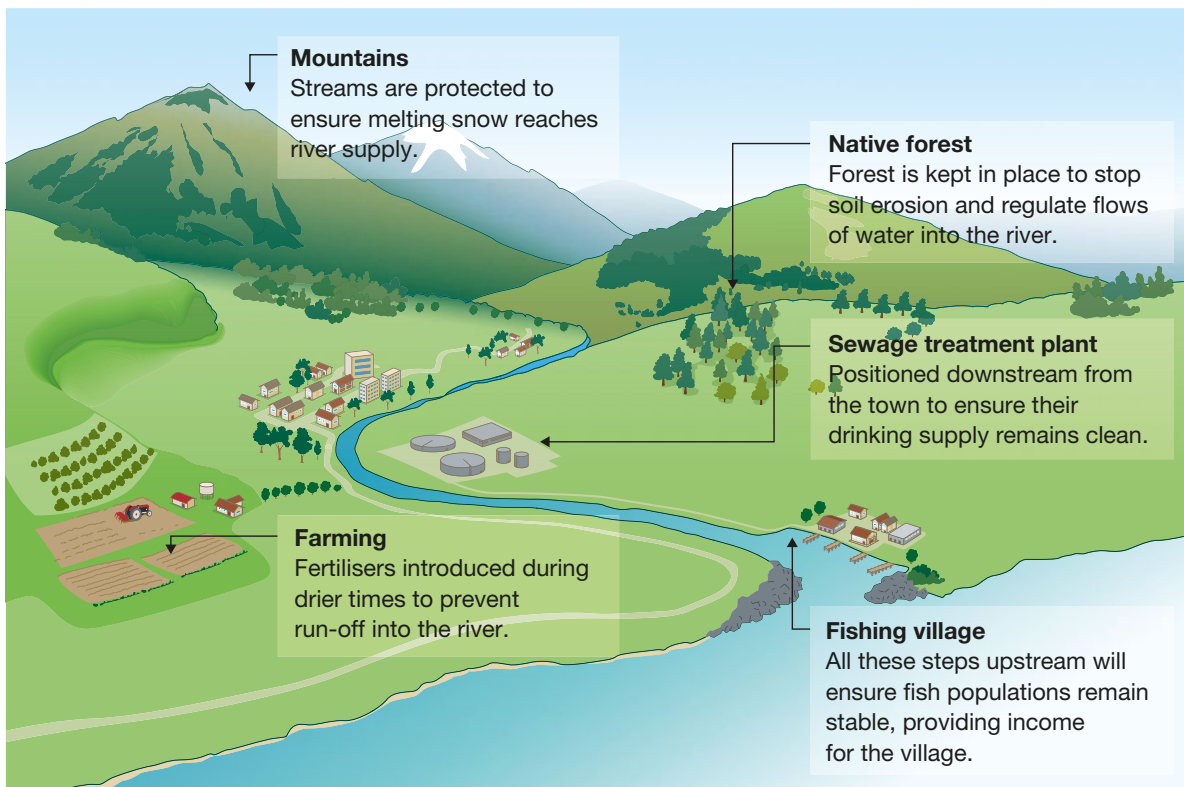 Mountains
Streams are protected to
ensure melting snow reaches
river supply.
Native forest
Forest is kept in place to stop
soil erosion and regulate flows
of water into the river.
Sewage treatment plant
Positioned downstream from
the town to ensure their
drinking supply remains clean.
Farming
Fertilisers introduced during
drier times to prevent
run-off into the river.
Fishing village
All these steps upstream will
ensure fish populations remain
stable, providing income
for the village.